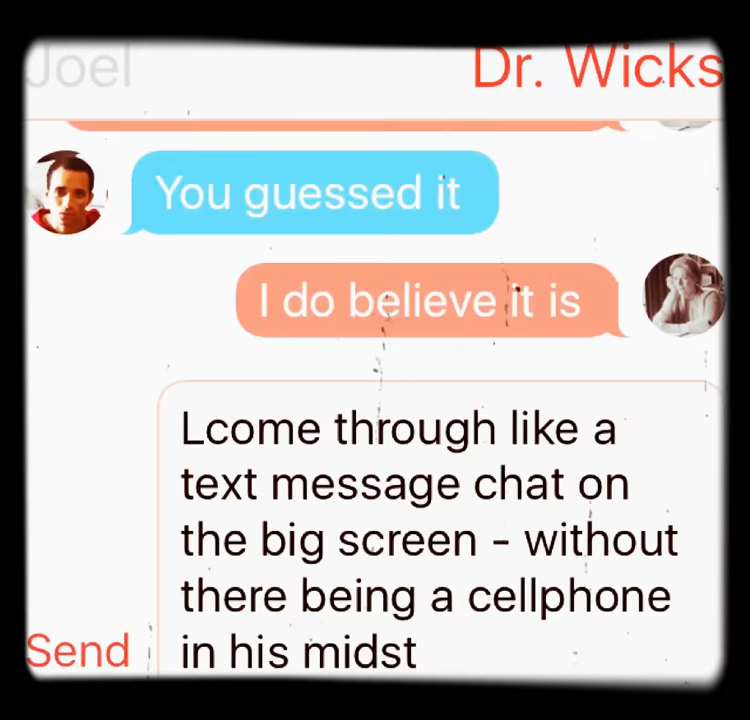 Joel
Dr. Wicks
You guessed it
I do believe it is
Lcome through like a
text message chat on
the big screen - without
there being a cellphone
in his midst
Send